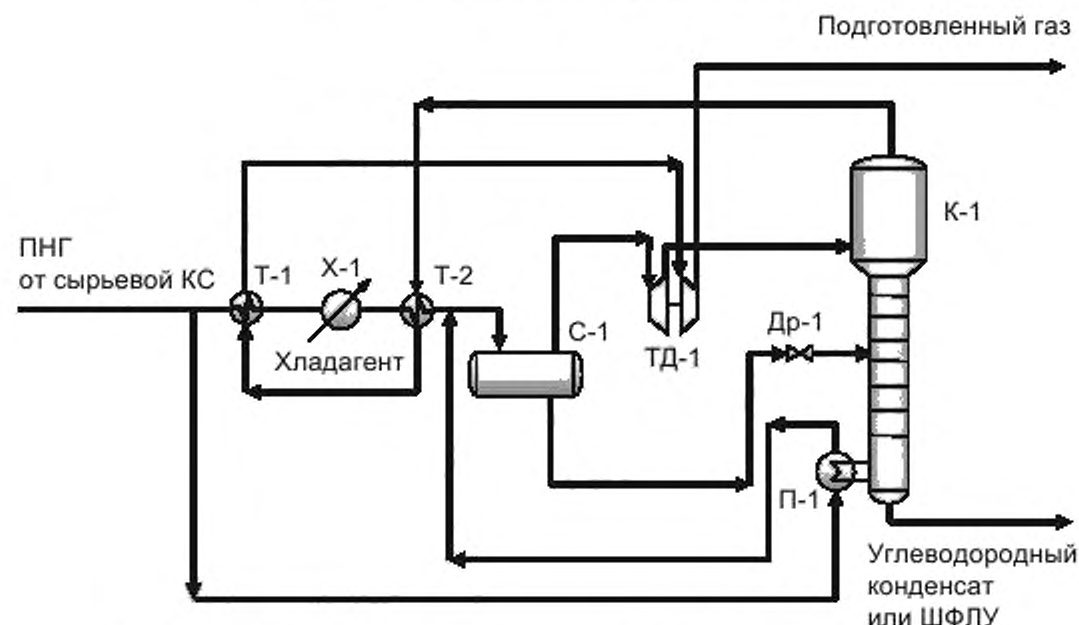 Подготовленный газ
К-1
ПНГ
от сырьевой КС
Т-1
Х-1
Т-2
Хладагент
С-1
ТД-1
Др-1
П-1
Углеводородный
конденсат
или ШФЛУ